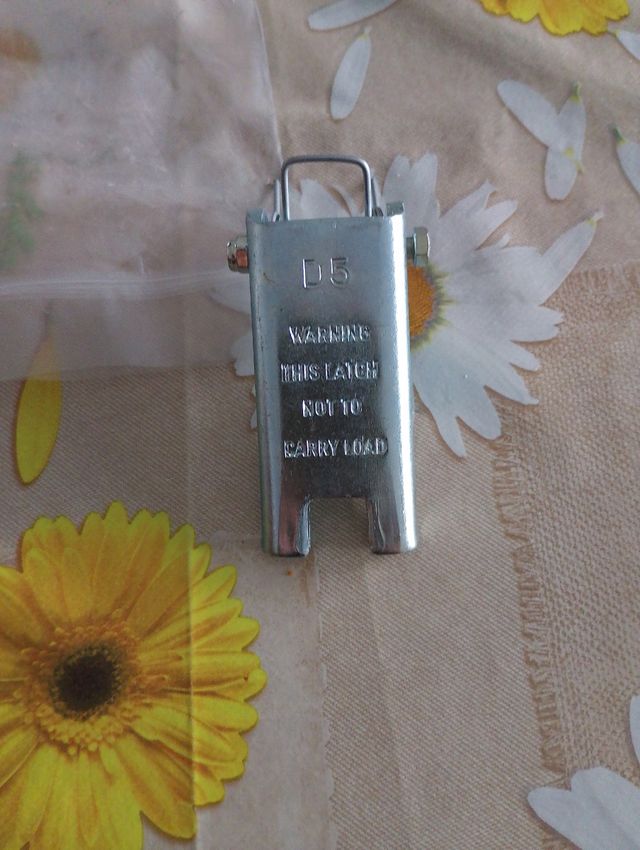 D5
WARNING
THIS LATCH
NOT TO
CARRY LOAD